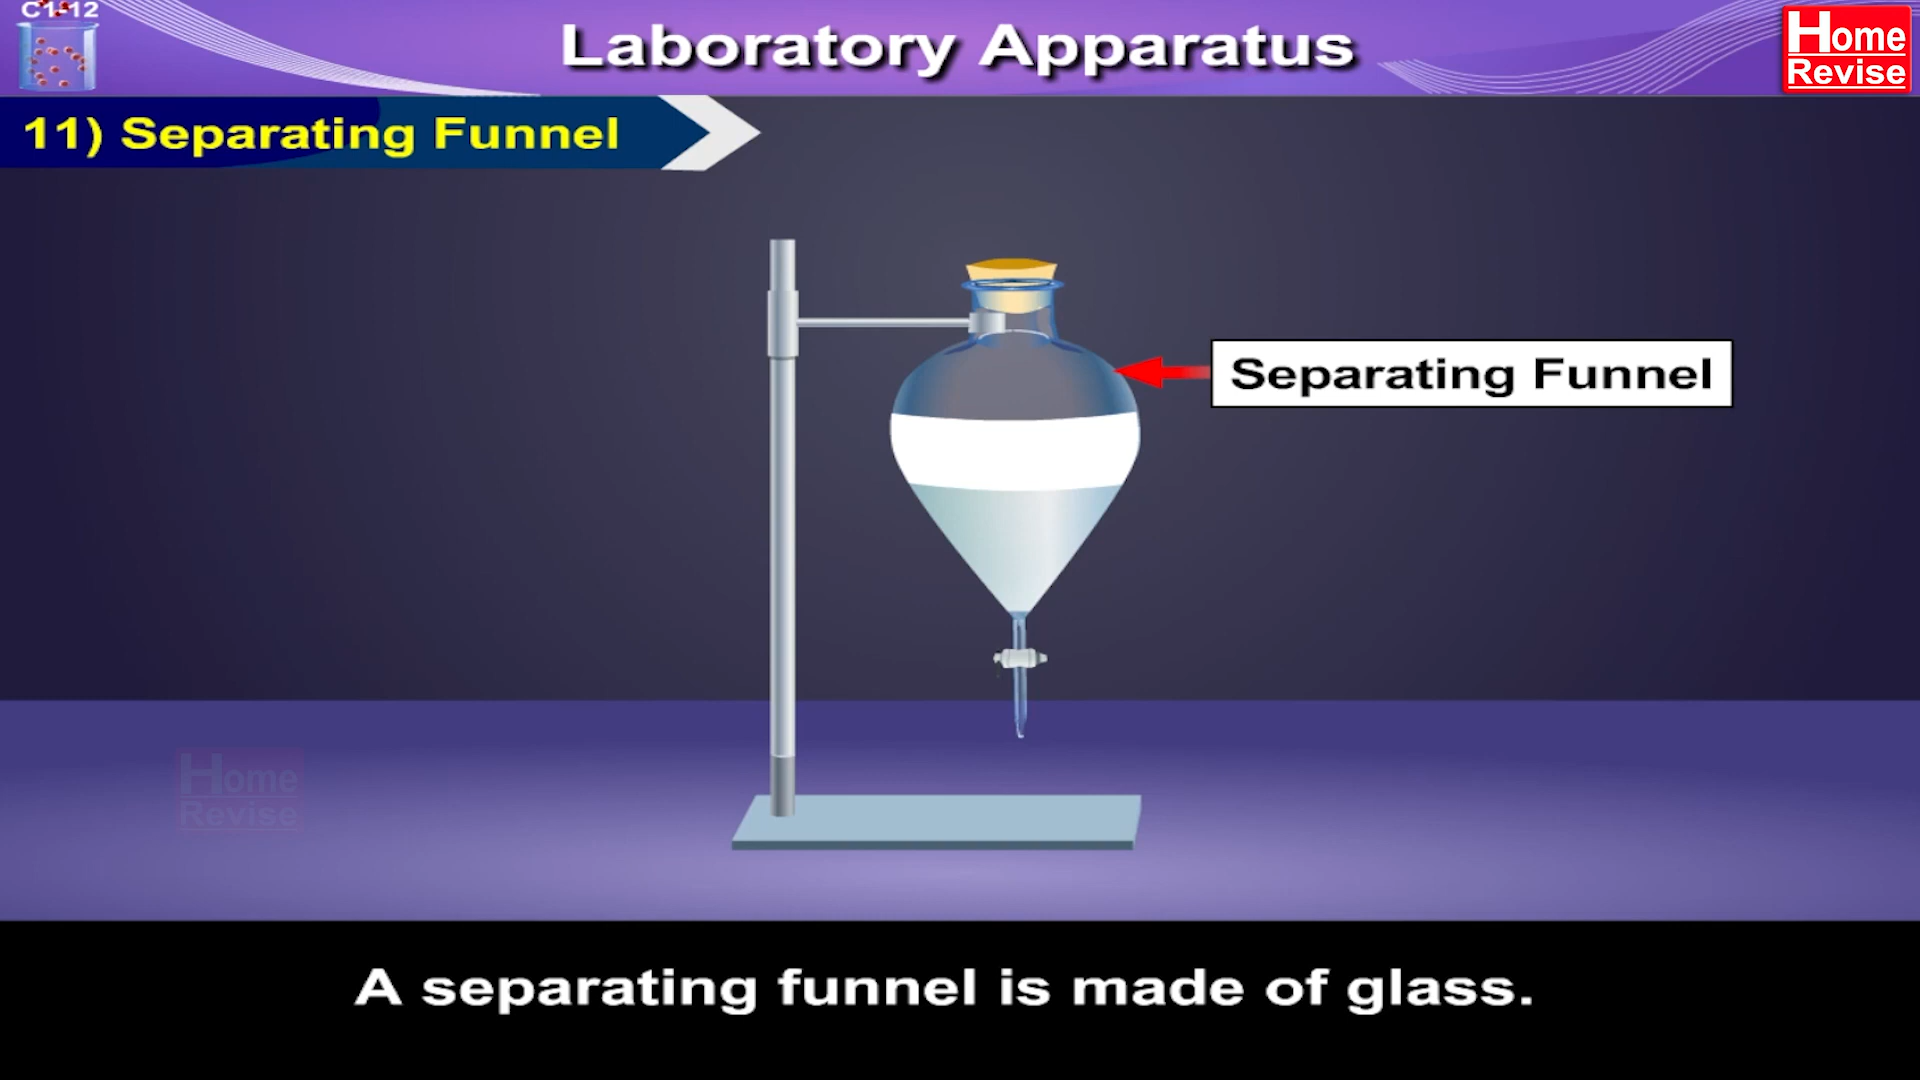 C1-12
Laboratory Apparatus
Home
Revise
11) Separating Funnel
Separating Funnel
Home
Revise
A separating funnel is made of glass.